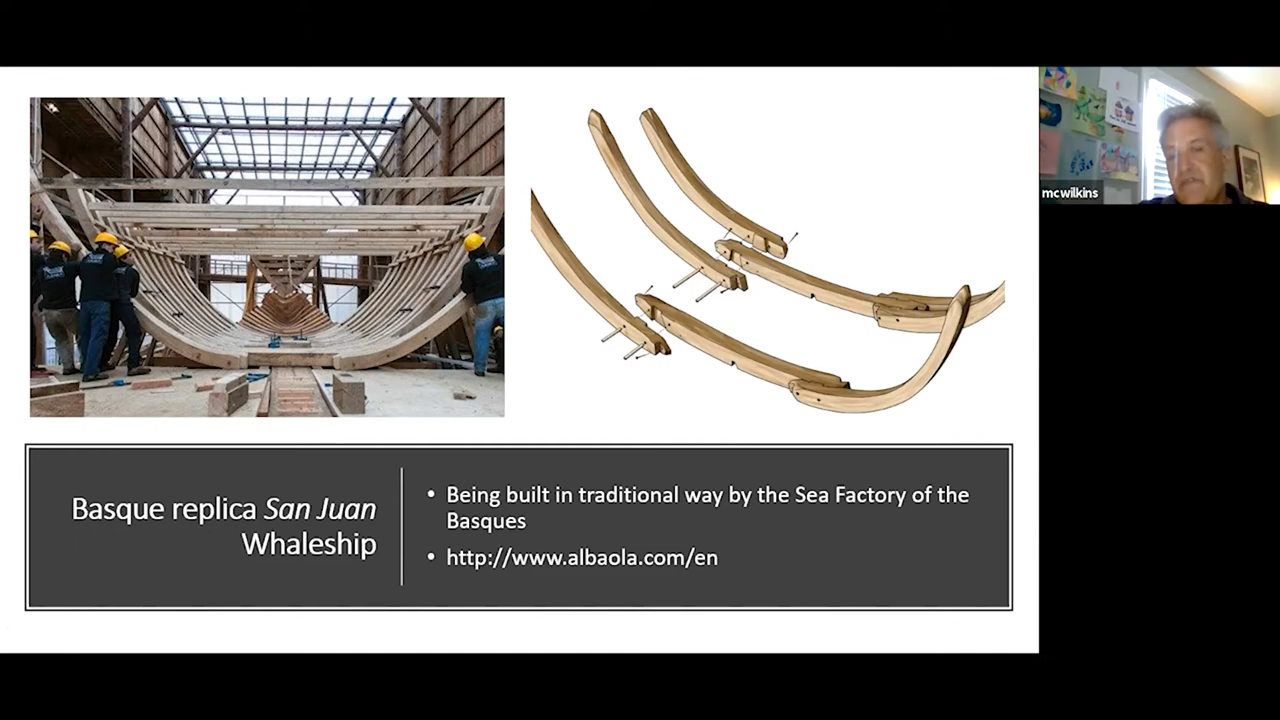 mcwilkins
Basque replica San Juan
Whaleship
• Being built in traditional way by the Sea Factory of the
Basques
• http://www.albaola.com/en